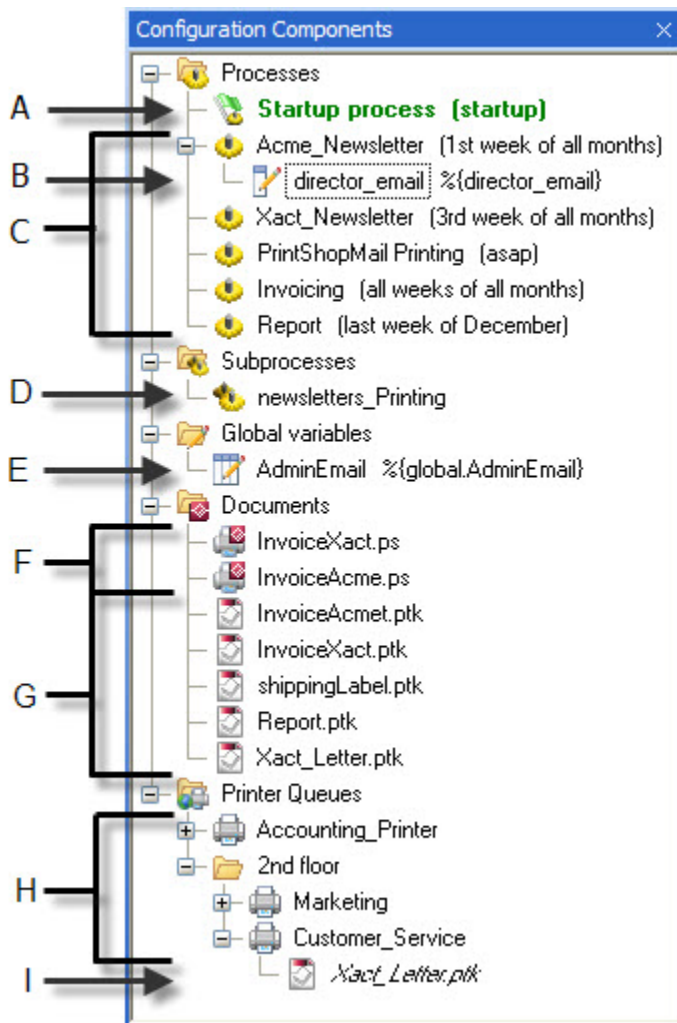 Configuration Components
Processes
A
Startup process (startup)
Acme_Newsletter (1st week of all months)
B
director_email %{director_email}
C
Xact_Newsletter (3rd week of all months)
PrintShopMail Printing (asap)
Invoicing (all weeks of all months)
Report (last week of December)
Subprocesses
D
newsletters_Printing
Global variables
E
AdminEmail %{global.AdminEmail}
Documents
InvoiceXact.ps
F
InvoiceAcme.ps
InvoiceAcmet.ptk
InvoiceXact.ptk
G
shippingLabel.ptk
Report.ptk
Xact_Letter.ptk
Printer Queues
Accounting_Printer
2nd floor
H
Marketing
Customer_Service
I
Xact_Letter.ptk